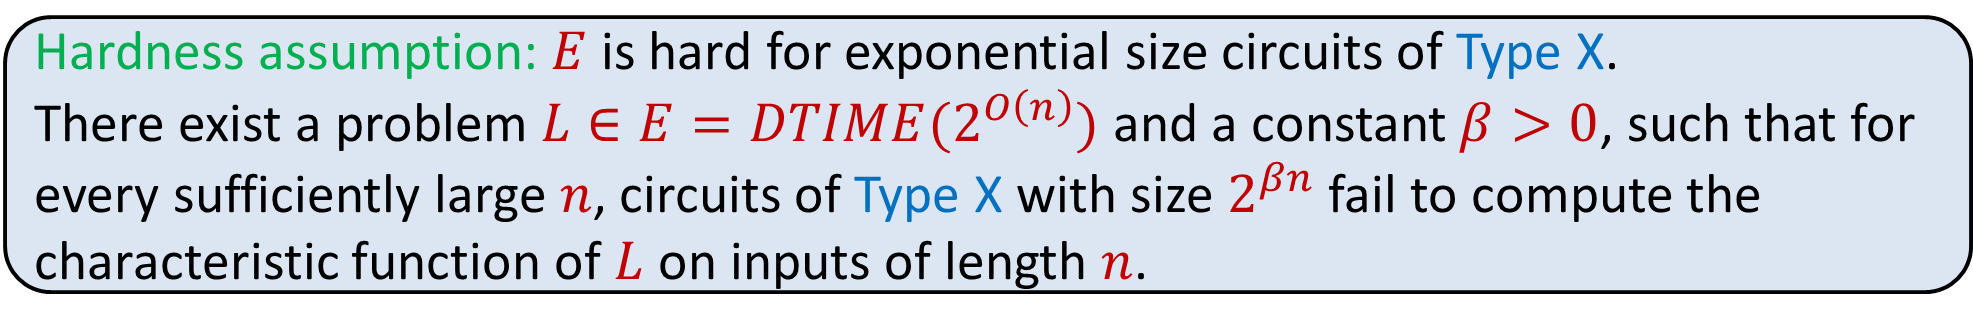 Hardness assumption: E is hard for exponential size circuits of Type X.
There exist a problem L ∈ E = DTIME(2^{O(n)}) and a constant β > 0, such that for
every sufficiently large n, circuits of Type X with size 2^{βn} fail to compute the
characteristic function of L on inputs of length n.